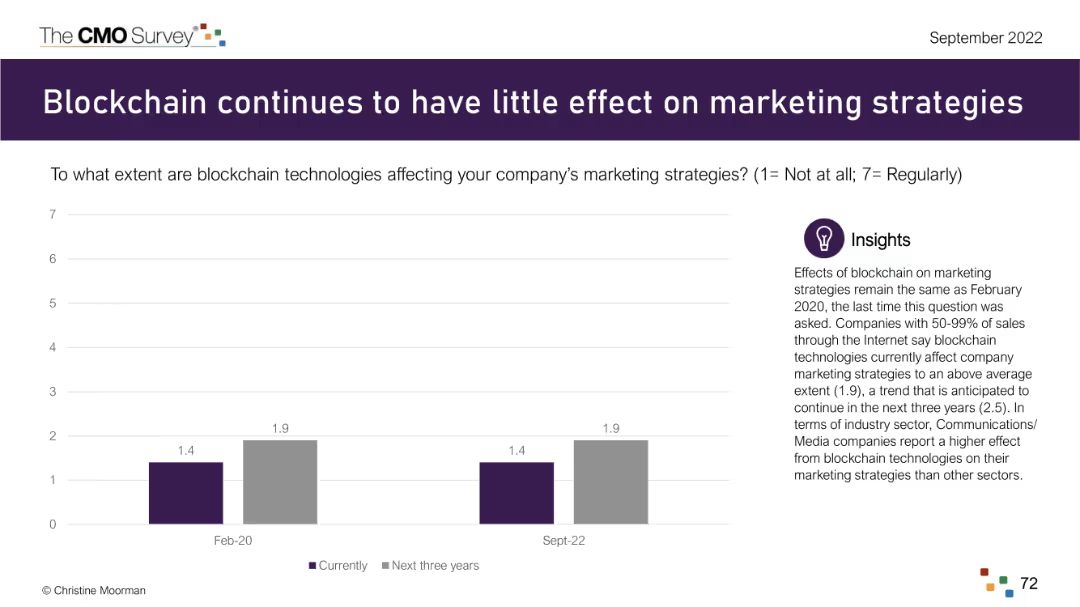 The CMO Survey
September 2022
Blockchain continues to have little effect on marketing strategies
To what extent are blockchain technologies affecting your company's marketing strategies? (1= Not at all; 7= Regularly)
7
6
5
4
3
2
1
0
1.4
1.9
1.4
1.9
Feb-20
Sept-22
Currently
Next three years
Insights
Effects of blockchain on marketing
strategies remain the same as February
2020, the last time this question was
asked. Companies with 50-99% of sales
through the Internet say blockchain
technologies currently affect company
marketing strategies to an above average
extent (1.9), a trend that is anticipated to
continue in the next three years (2.5). In
terms of industry sector, Communications/
Media companies report a higher effect
from blockchain technologies on their
marketing strategies than other sectors.
© Christine Moorman
72